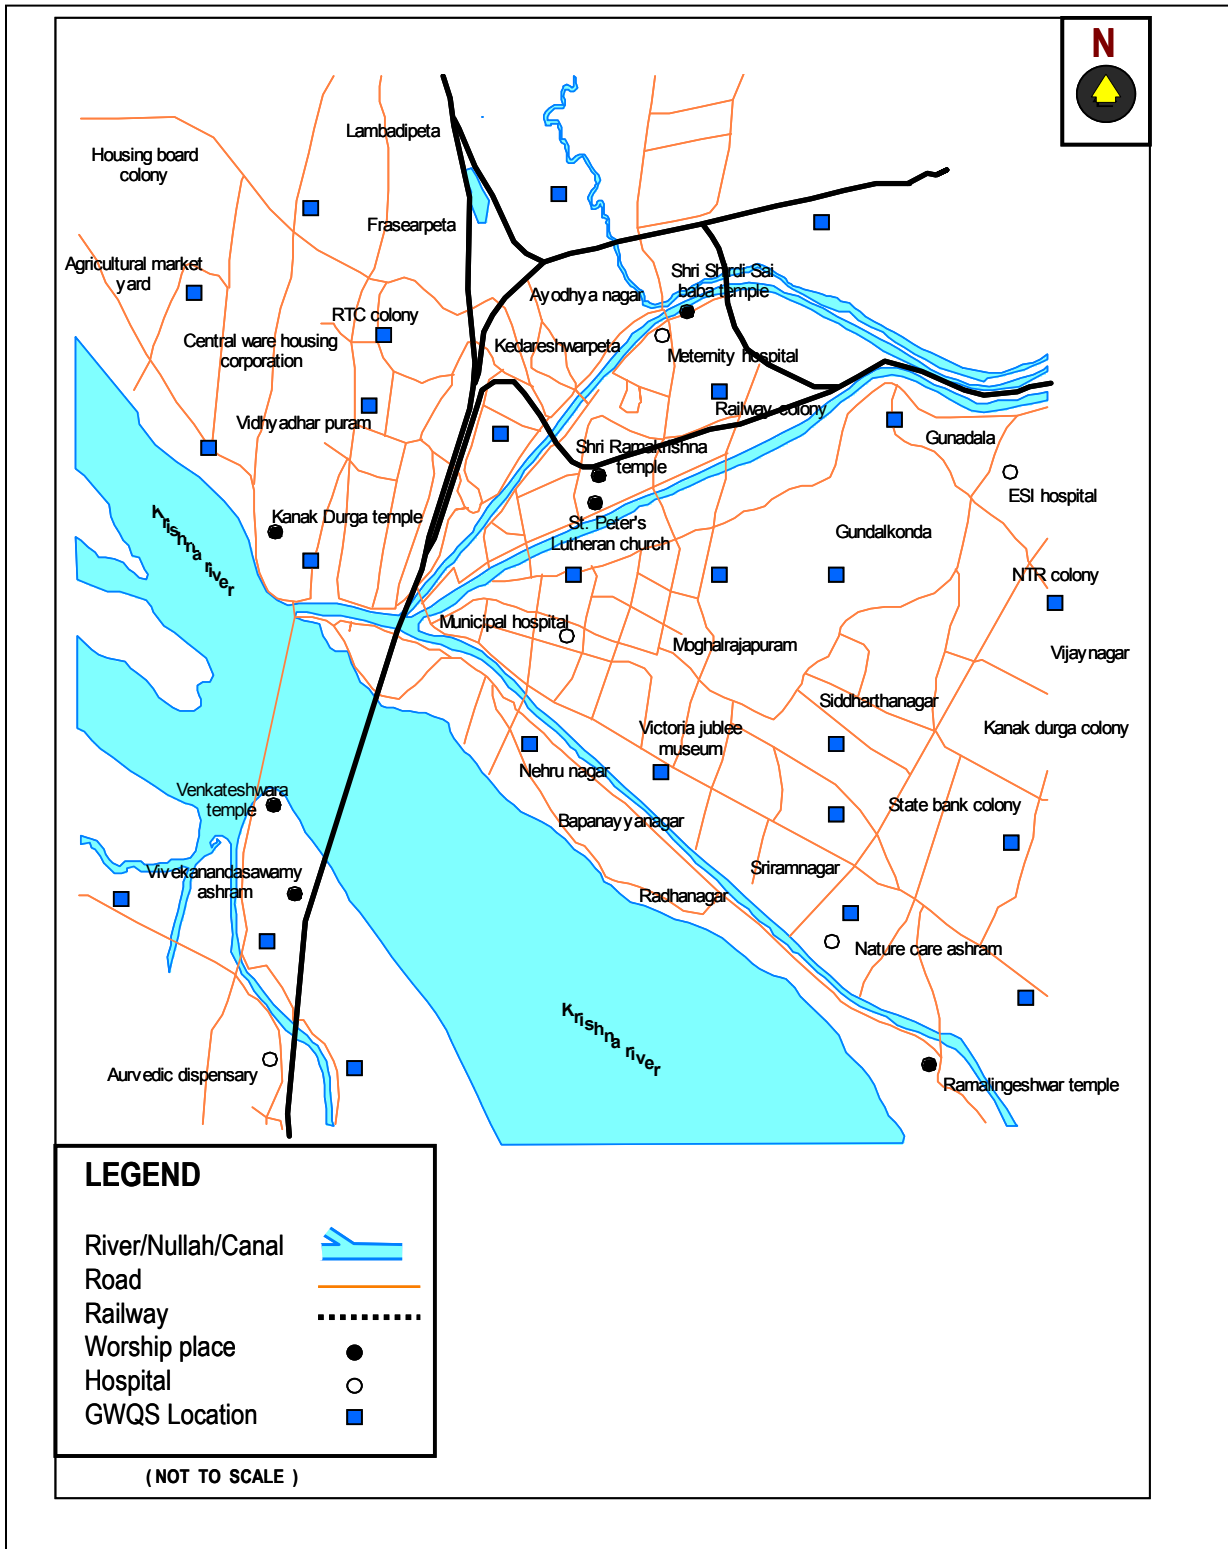 N
Lambadipeta
Housing board
colony
Frasearpeta
Agricultural market
yard
Shri Shirdi Sai
baba temple
Ayodhya nagar
RTC colony
Central ware housing
corporation
Kedareshwarpeta
Meternity hospital
Railway colony
Vidhyadhar puram
Gunadala
Shri Ramakrishna
temple
ESI hospital
Krishna river
Kanak Durga temple
St. Peter's
Lutheran church
Gundalkonda
NTR colony
Municipal hospital
Moghalrajapuram
Vijaynagar
Siddharthanagar
Kanak durga colony
Victoria jublee
museum
Nehru nagar
Venkateshwara
temple
State bank colony
Bapanayyanagar
Sriramnagar
Vivekanandasawamy
ashram
Radhanagar
Nature care ashram
Krishna river
Aurvedic dispensary
Ramalingeshwar temple
LEGEND
River/Nullah/Canal
Road
Railway
Worship place
Hospital
GWQS Location
( NOT TO SCALE )